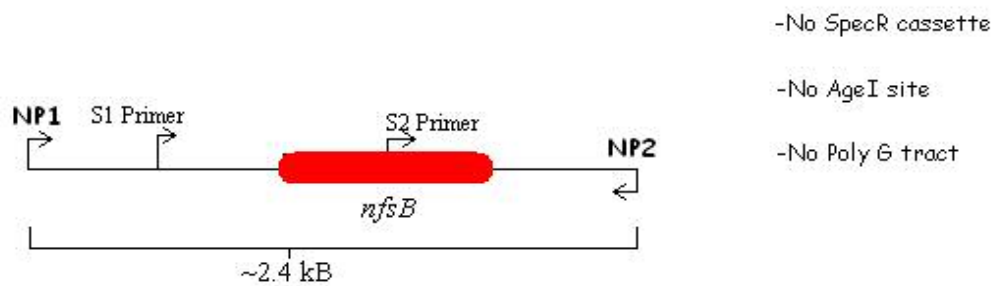 -No SpecR cassette
-No AgeI site
-No Poly G tract
NP1
S1 Primer
S2 Primer
NP2
nfsB
~2.4 kB